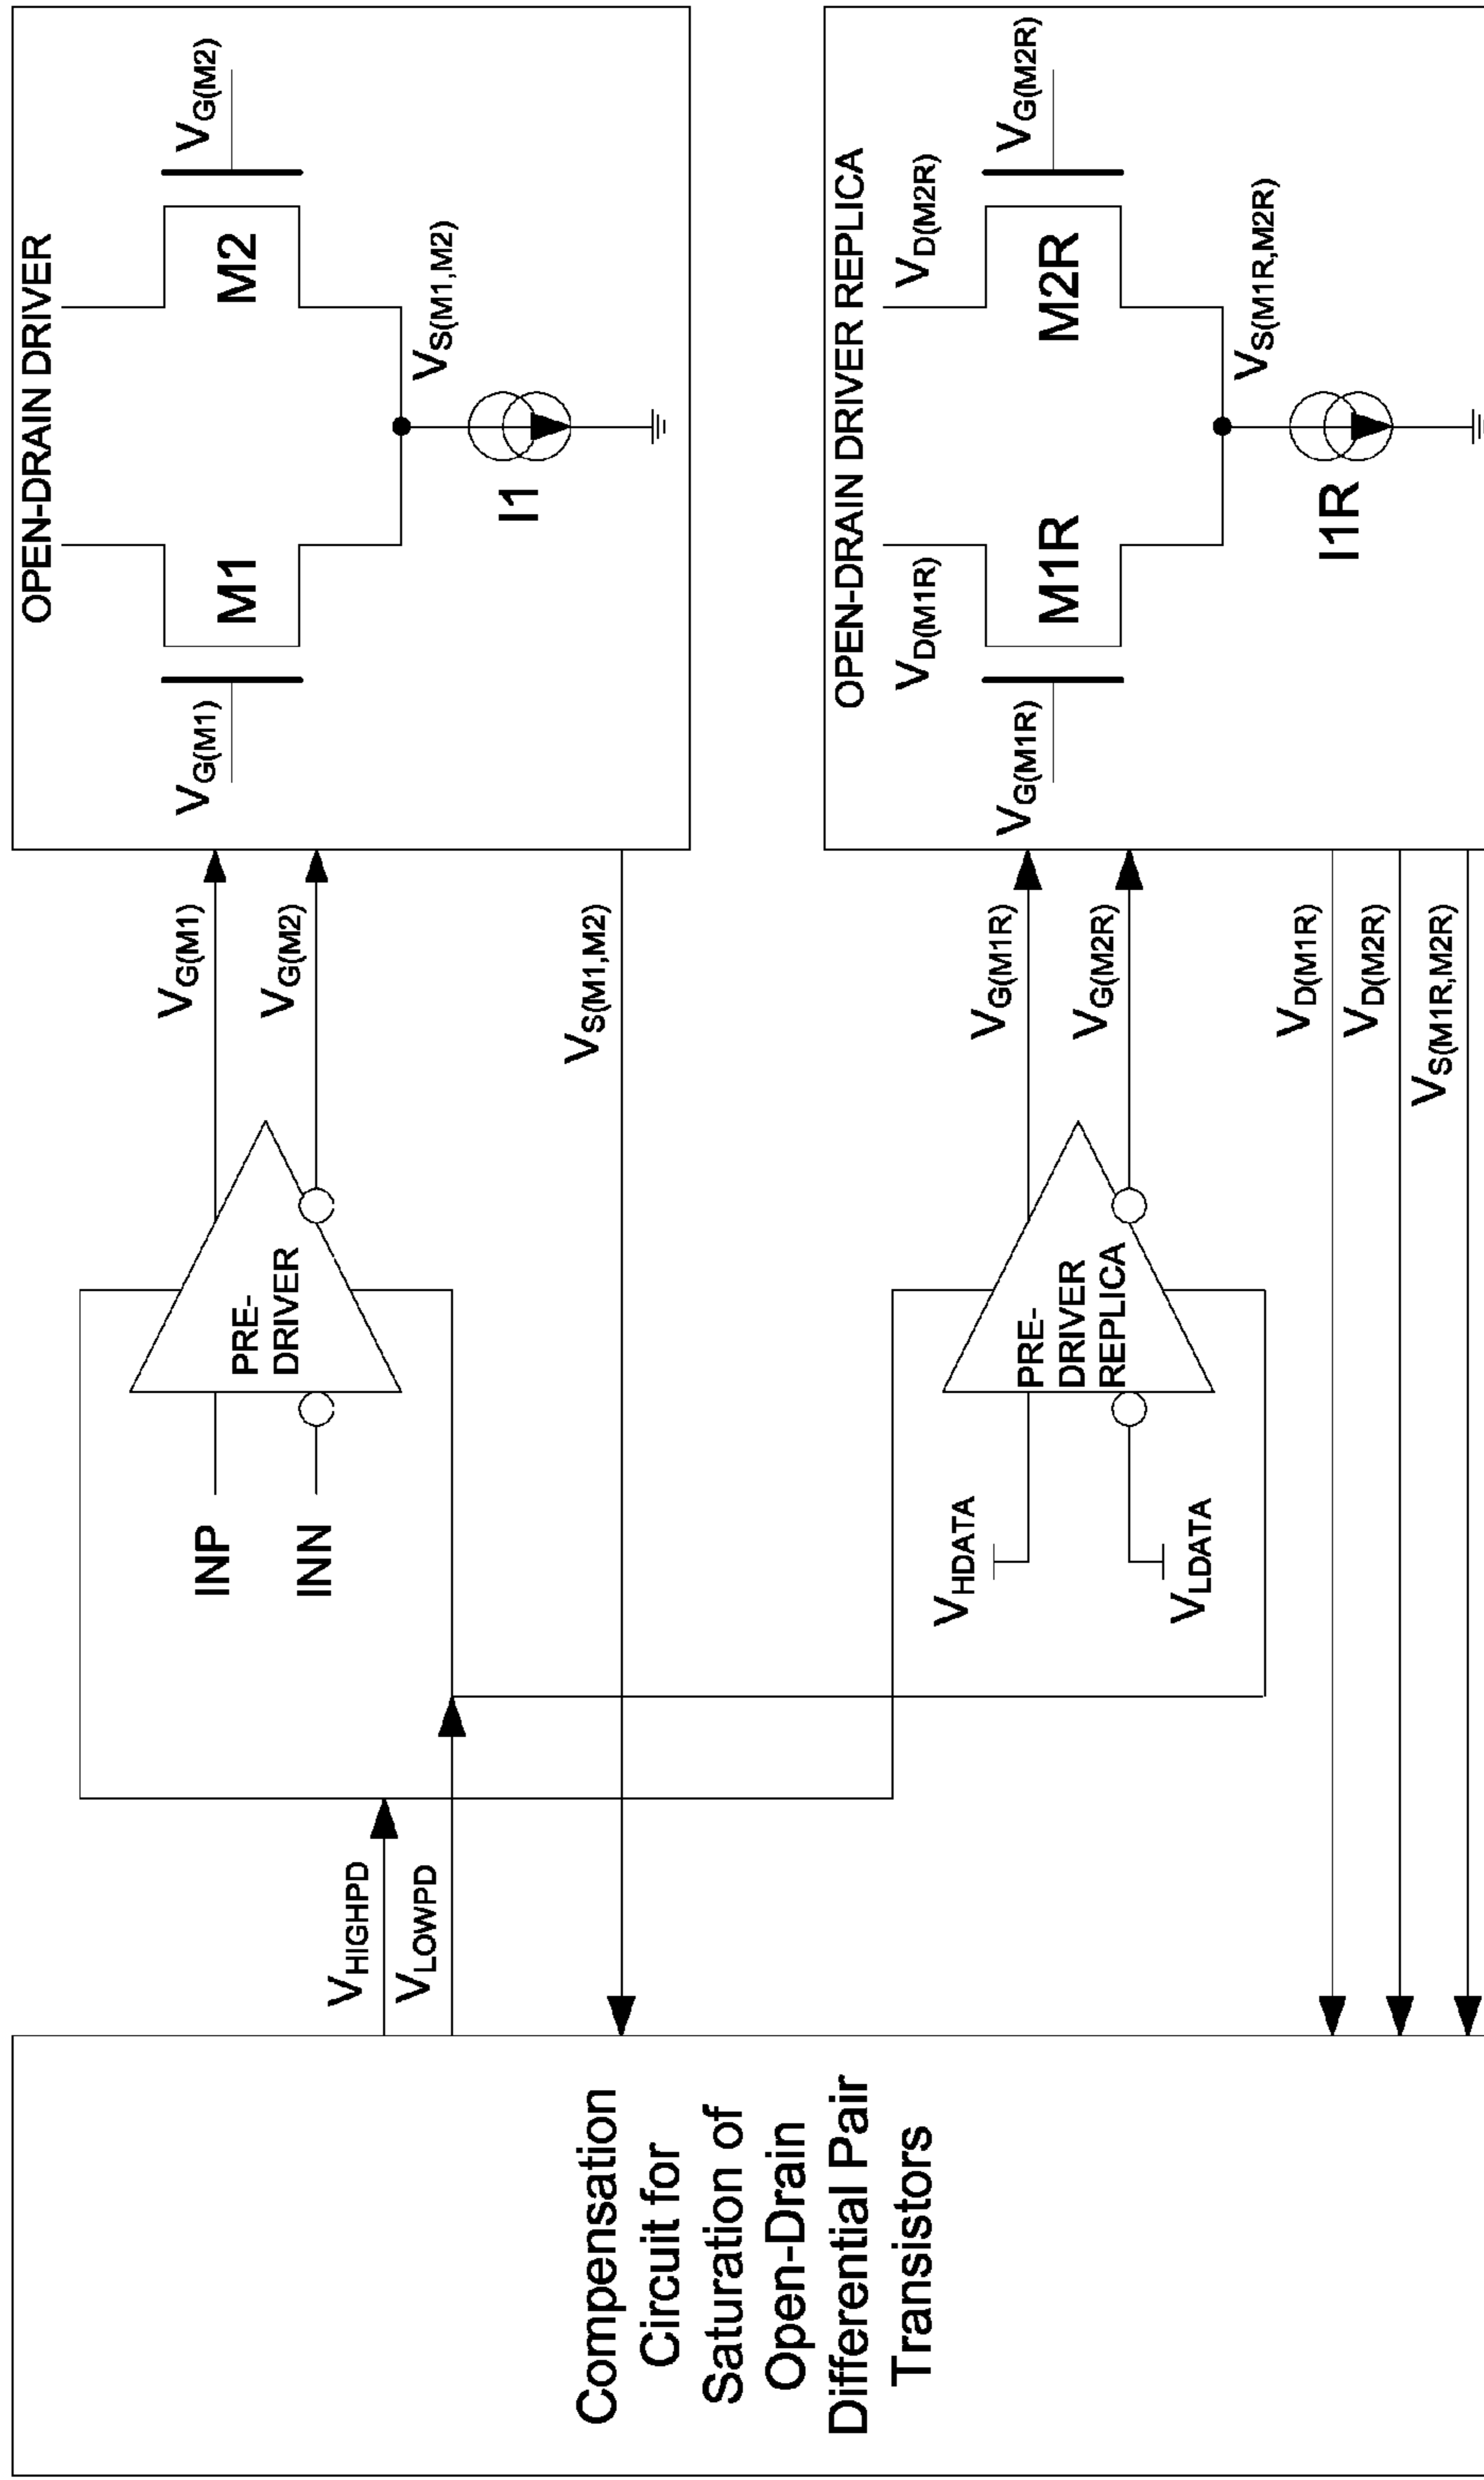 Compensation
Circuit for
Saturation of
Open-Drain
Differential Pair
Transistors
VHIGHPD
VLOWPD
INP
INN
PRE-
DRIVER
VG(M1)
VG(M2)
VS(M1,M2)
OPEN-DRAIN DRIVER
VG(M1)
M1
M2
VG(M2)
VS(M1,M2)
I1
VHDATA
VLDATA
PRE-
DRIVER
REPLICA
VG(M1R)
VG(M2R)
VD(M1R)
VD(M2R)
VS(M1R,M2R)
OPEN-DRAIN DRIVER REPLICA
VD(M1R)
VD(M2R)
VG(M1R)
M1R
M2R
VG(M2R)
VS(M1R,M2R)
I1R